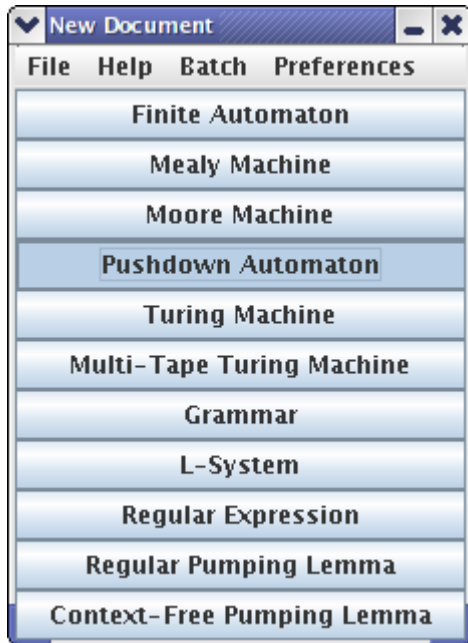 New Document
File Help Batch Preferences
Finite Automaton
Mealy Machine
Moore Machine
Pushdown Automaton
Turing Machine
Multi-Tape Turing Machine
Grammar
L-System
Regular Expression
Regular Pumping Lemma
Context-Free Pumping Lemma